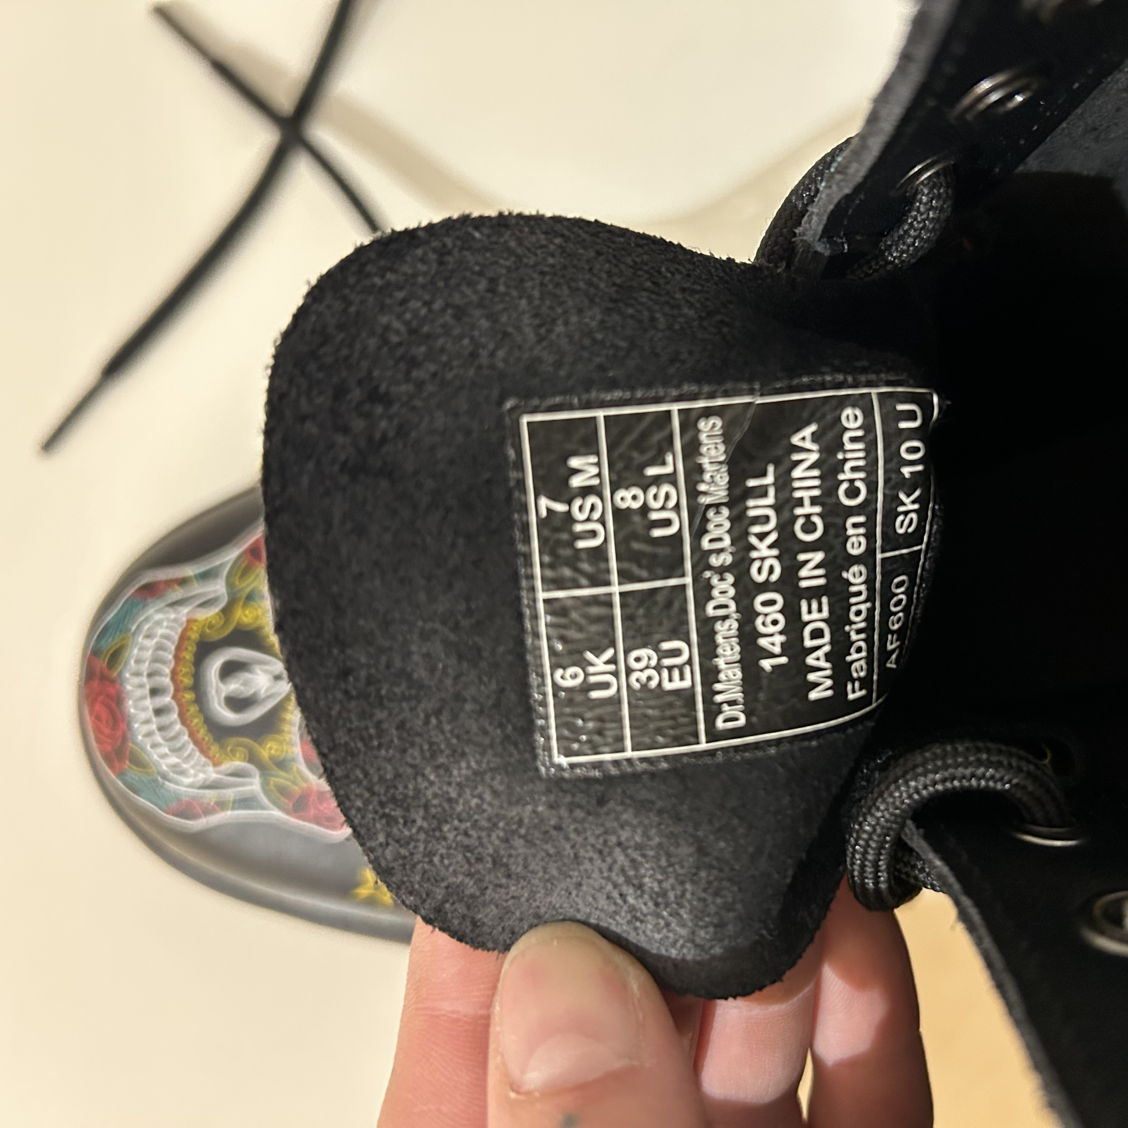 6
UK
7
US M
39
EU
8
US L
Dr.Martens,Doc's,Doc Martens
1460 SKULL
MADE IN CHINA
Fabriqué en Chine
AF600
SK 10 U